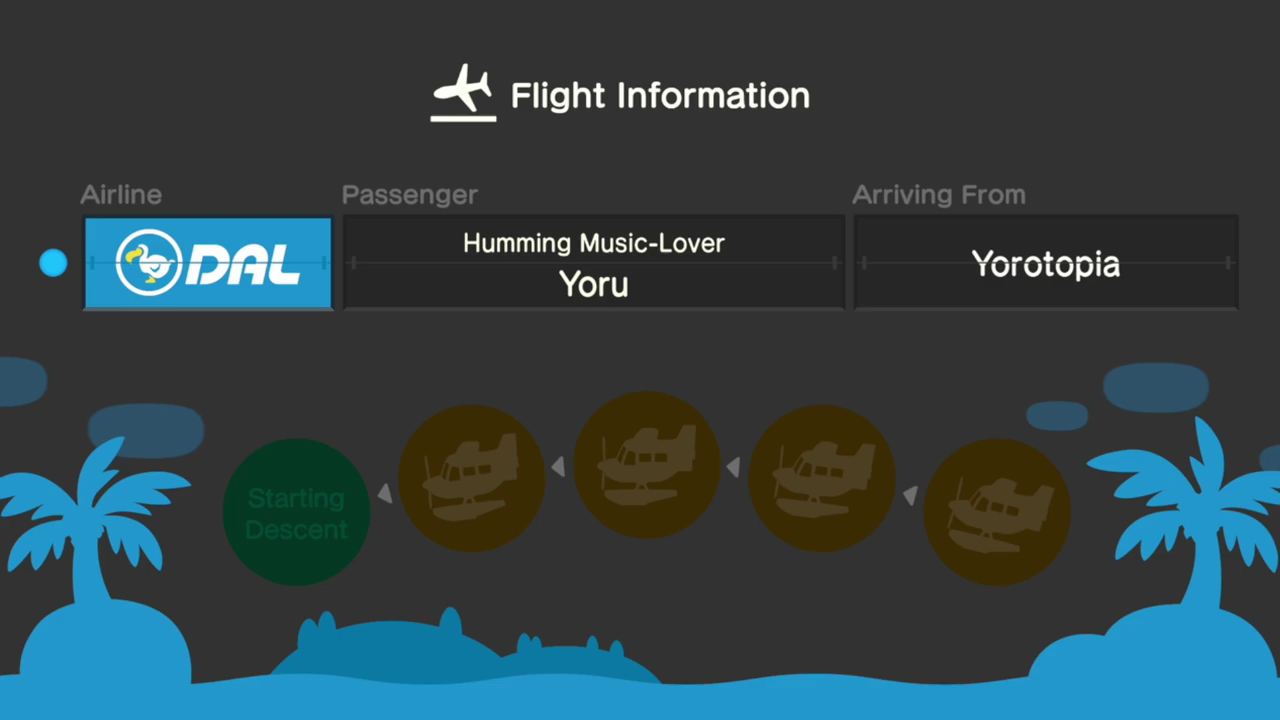 Flight Information
Airline
Passenger
Arriving From
DAL
Humming Music-Lover
Yoru
Yorotopia
Starting
Descent